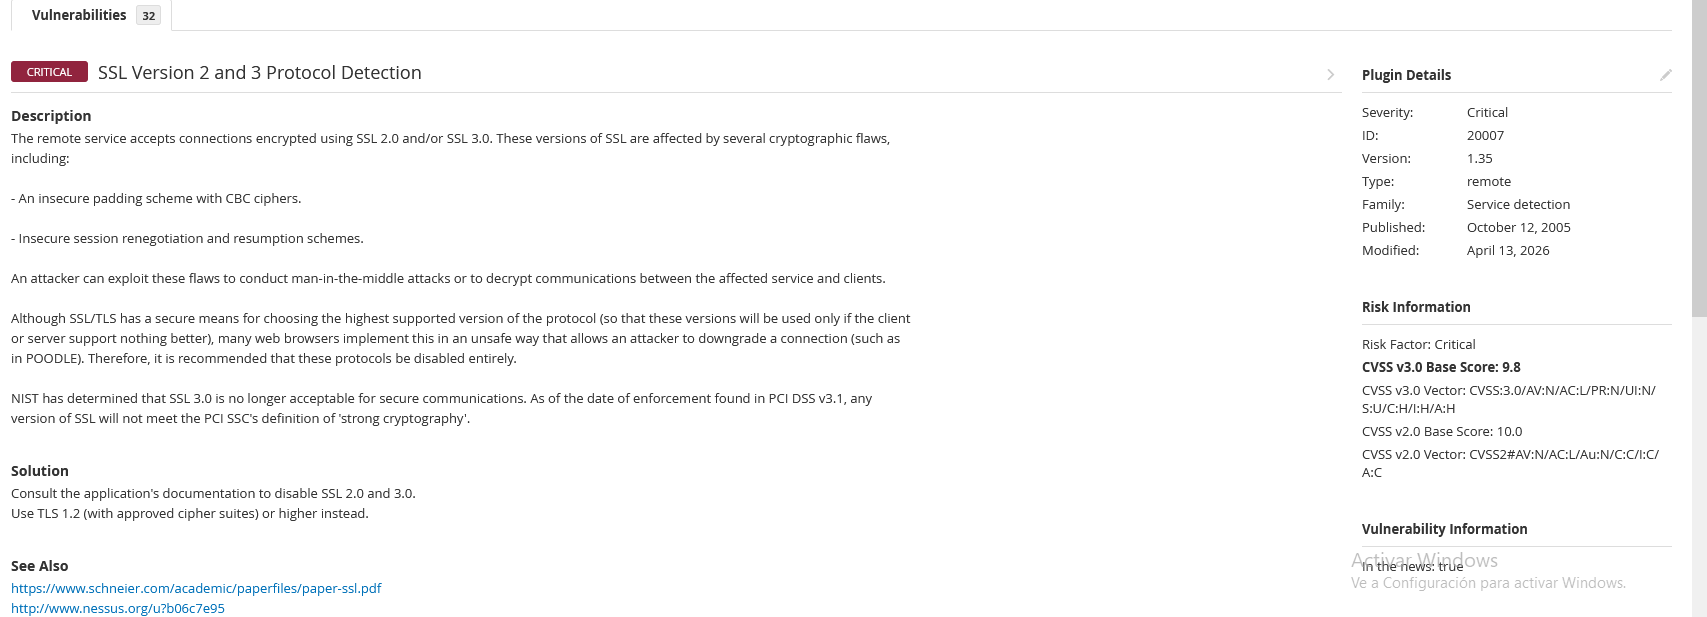 Vulnerabilities 32
CRITICAL SSL Version 2 and 3 Protocol Detection
Description
The remote service accepts connections encrypted using SSL 2.0 and/or SSL 3.0. These versions of SSL are affected by several cryptographic flaws,
including:
- An insecure padding scheme with CBC ciphers.
- Insecure session renegotiation and resumption schemes.
An attacker can exploit these flaws to conduct man-in-the-middle attacks or to decrypt communications between the affected service and clients.
Although SSL/TLS has a secure means for choosing the highest supported version of the protocol (so that these versions will be used only if the client
or server support nothing better), many web browsers implement this in an unsafe way that allows an attacker to downgrade a connection (such as
in POODLE). Therefore, it is recommended that these protocols be disabled entirely.
NIST has determined that SSL 3.0 is no longer acceptable for secure communications. As of the date of enforcement found in PCI DSS v3.1, any
version of SSL will not meet the PCI SSC's definition of 'strong cryptography'.
Solution
Consult the application's documentation to disable SSL 2.0 and 3.0.
Use TLS 1.2 (with approved cipher suites) or higher instead.
See Also
https://www.schneier.com/academic/paperfiles/paper-ssl.pdf
http://www.nessus.org/u?b06c7e95
Plugin Details
Severity: Critical
ID: 20007
Version: 1.35
Type: remote
Family: Service detection
Published: October 12, 2005
Modified: April 13, 2026
Risk Information
Risk Factor: Critical
CVSS v3.0 Base Score: 9.8
CVSS v3.0 Vector: CVSS:3.0/AV:N/AC:L/PR:N/UI:N/
S:U/C:H/I:H/A:H
CVSS v2.0 Base Score: 10.0
CVSS v2.0 Vector: CVSS2#AV:N/AC:L/Au:N/C:C/I:C/
A:C
Vulnerability Information
In the news: true
Activar Windows
Ve a Configuración para activar Windows.